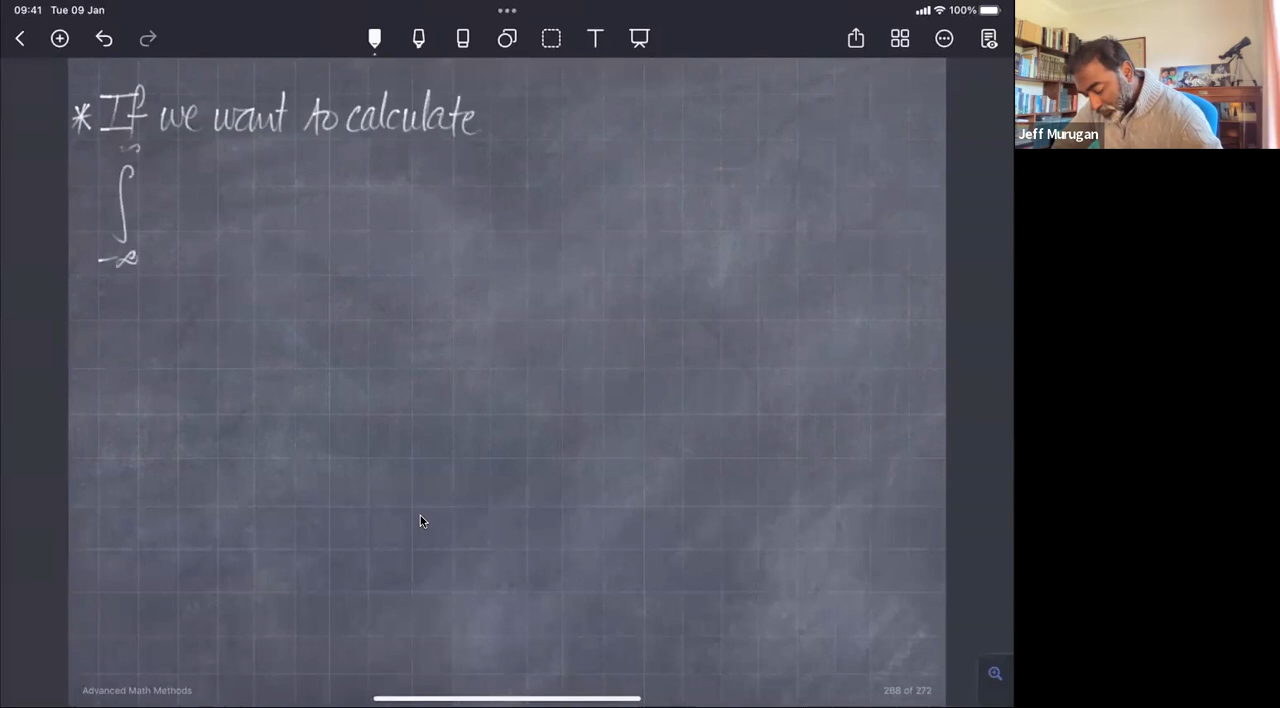 09:41 Tue 09 Jan
100%
T
Jeff Murugan
* If we want to calculate
∞
∫
-∞
Advanced Math Methods
268 of 272